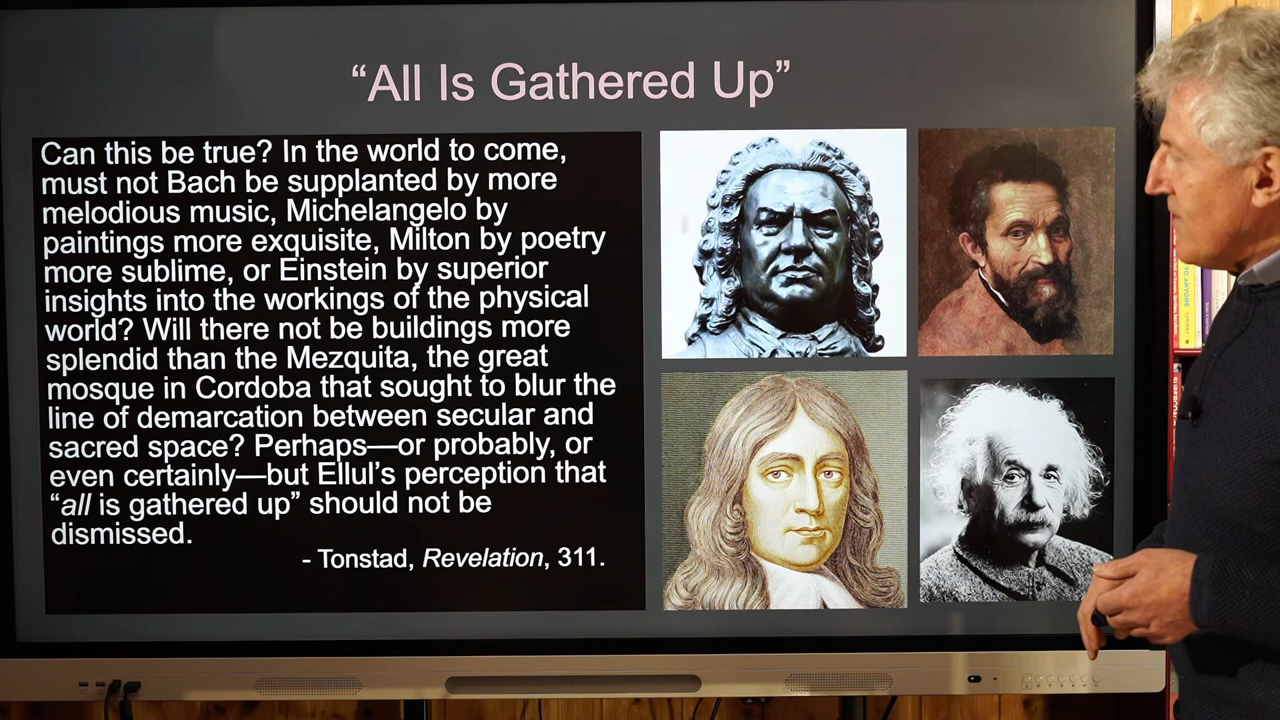 “All Is Gathered Up”
Can this be true? In the world to come,
must not Bach be supplanted by more
melodious music, Michelangelo by
paintings more exquisite, Milton by poetry
more sublime, or Einstein by superior
insights into the workings of the physical
world? Will there not be buildings more
splendid than the Mezquita, the great
mosque in Cordoba that sought to blur the
line of demarcation between secular and
sacred space? Perhaps—or probably, or
even certainly—but Ellul’s perception that
“all is gathered up” should not be
dismissed.
- Tonstad, Revelation, 311.
TO ANYONE